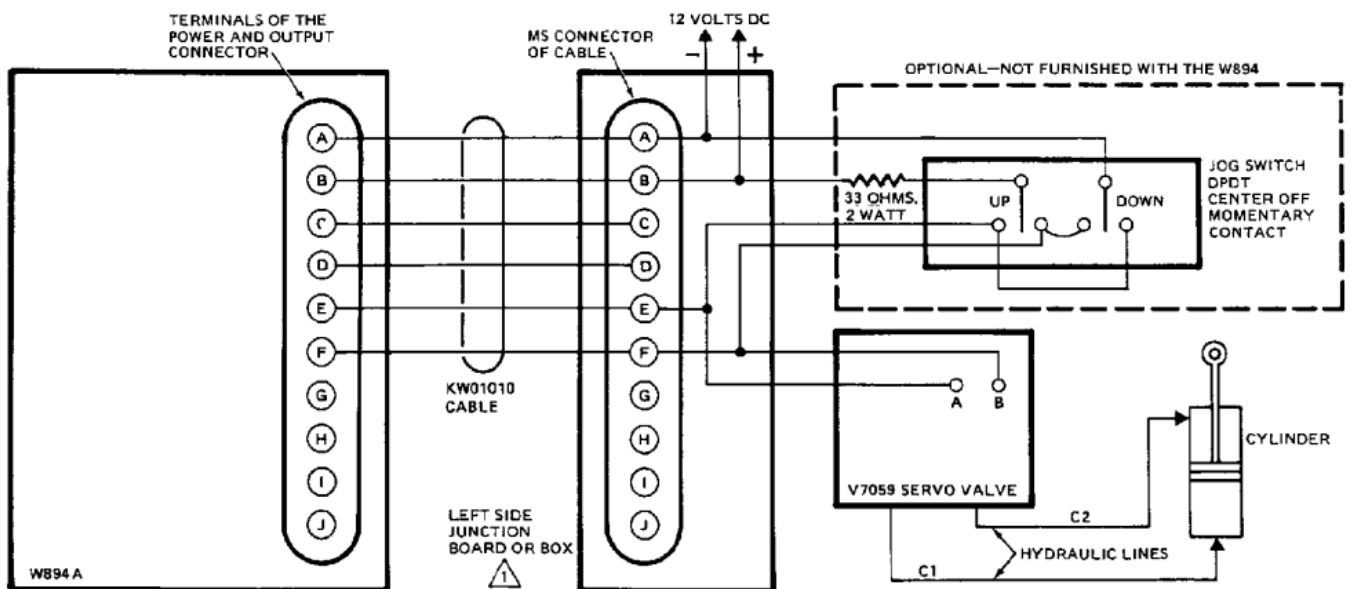 TERMINALS OF THE
POWER AND OUTPUT
CONNECTOR
MS CONNECTOR
OF CABLE
12 VOLTS DC
−
+
OPTIONAL—NOT FURNISHED WITH THE W894
A
B
C
D
E
F
G
H
I
J
W894A
KW01010
CABLE
LEFT SIDE
JUNCTION
BOARD OR BOX
1
A
B
C
D
E
F
G
H
I
J
33 OHMS,
2 WATT
UP
DOWN
JOG SWITCH
DPDT
CENTER OFF
MOMENTARY
CONTACT
A
B
V7059 SERVO VALVE
C2
CYLINDER
HYDRAULIC LINES
C1